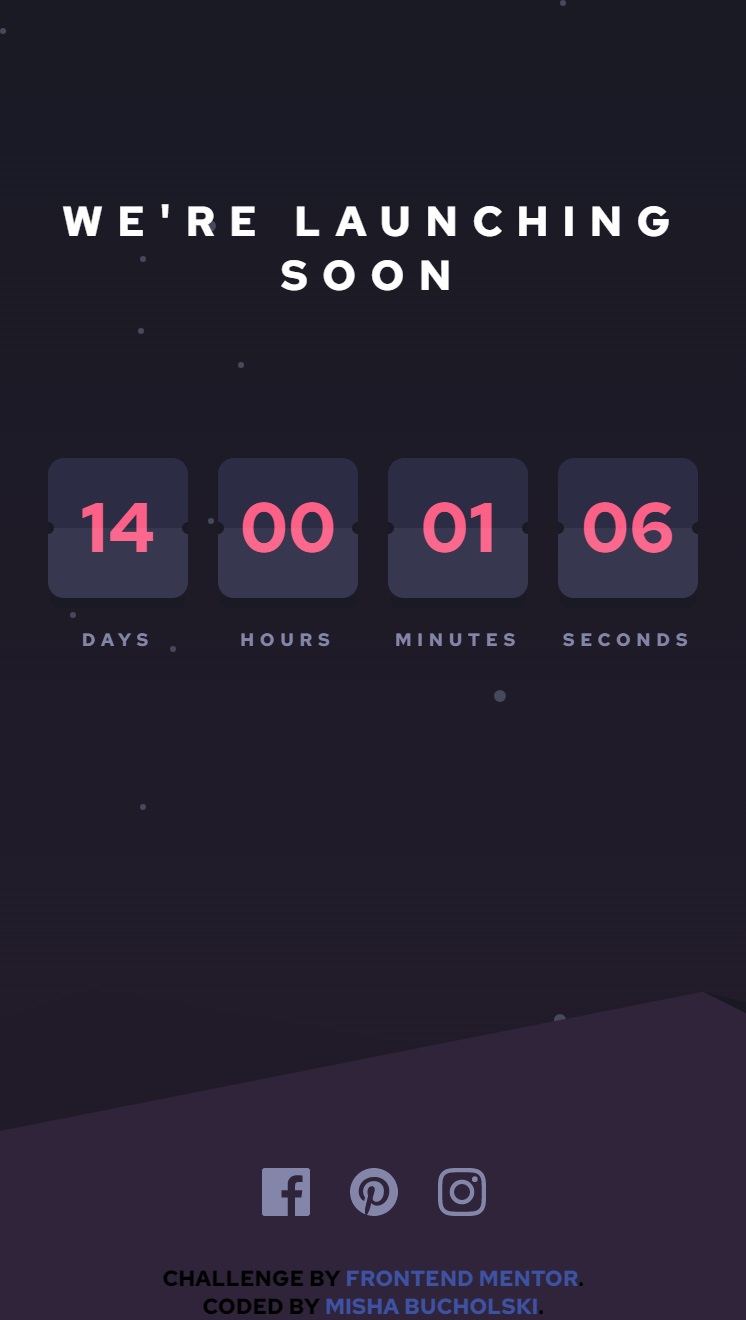 WE'RE LAUNCHING
SOON
14 00 01 06
DAYS HOURS MINUTES SECONDS
CHALLENGE BY FRONTEND MENTOR.
CODED BY MISHA BUCHOLSKI.